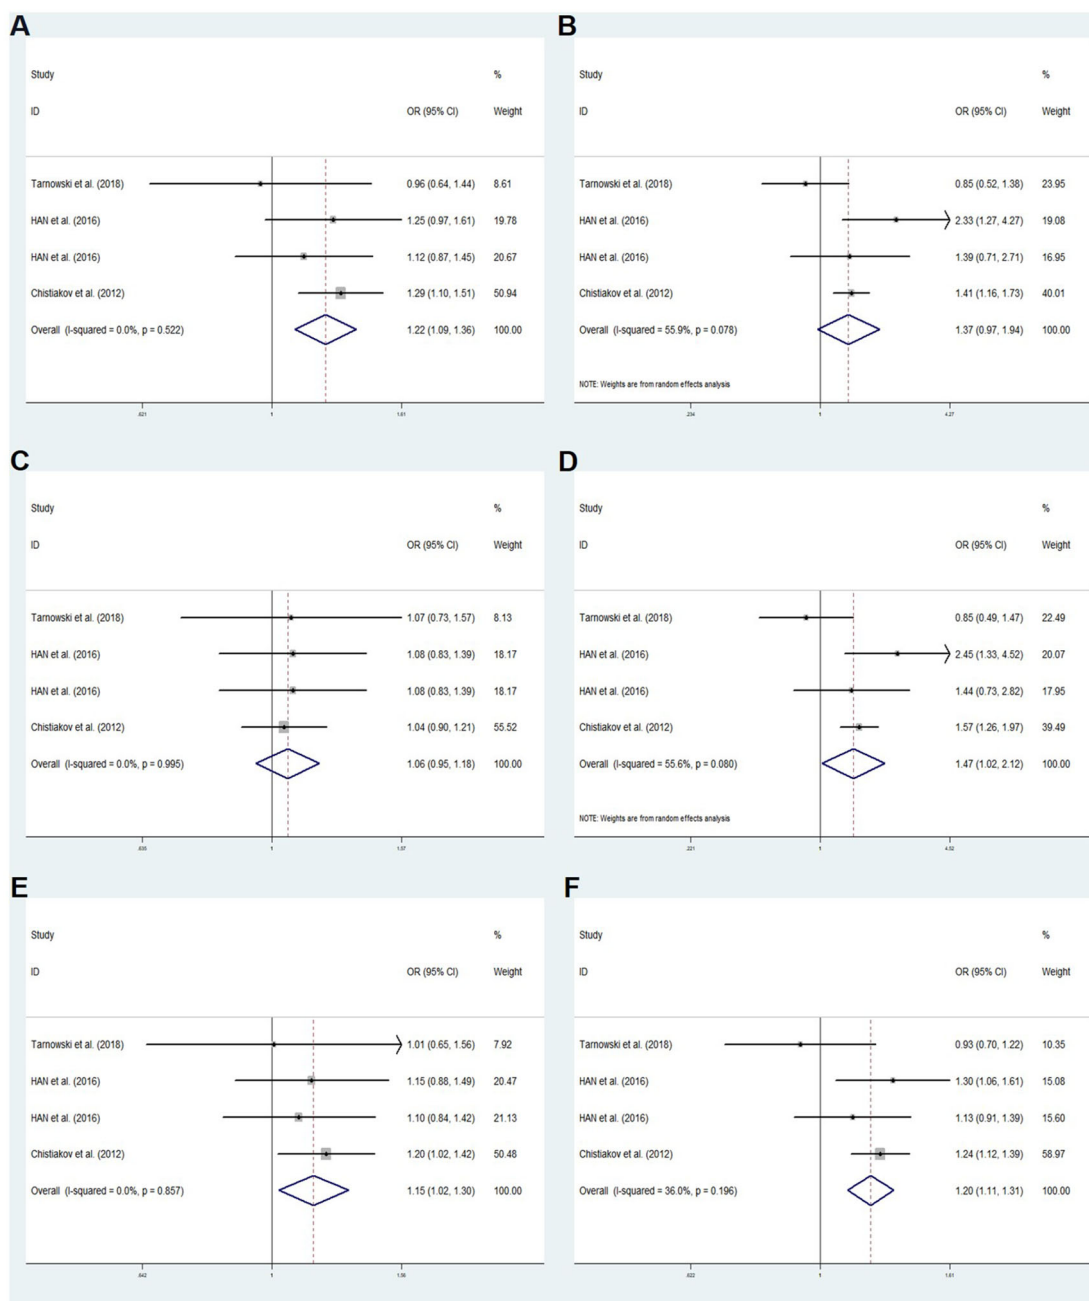 A
Study %
ID OR (95% CI) Weight
Tarnowski et al. (2018) 0.96 (0.64, 1.44) 8.61
HAN et al. (2016) 1.25 (0.97, 1.61) 19.78
HAN et al. (2016) 1.12 (0.87, 1.45) 20.67
Chistiakov et al. (2012) 1.29 (1.10, 1.51) 50.94
Overall (I-squared = 0.0%, p = 0.522) 1.22 (1.09, 1.36) 100.00
.621 1 1.61
B
Study %
ID OR (95% CI) Weight
Tarnowski et al. (2018) 0.85 (0.52, 1.38) 23.95
HAN et al. (2016) 2.33 (1.27, 4.27) 19.08
HAN et al. (2016) 1.39 (0.71, 2.71) 16.95
Chistiakov et al. (2012) 1.41 (1.16, 1.73) 40.01
Overall (I-squared = 55.9%, p = 0.078) 1.37 (0.97, 1.94) 100.00
NOTE: Weights are from random effects analysis
.234 1 4.27
C
Study %
ID OR (95% CI) Weight
Tarnowski et al. (2018) 1.07 (0.73, 1.57) 8.13
HAN et al. (2016) 1.08 (0.83, 1.39) 18.17
HAN et al. (2016) 1.08 (0.83, 1.39) 18.17
Chistiakov et al. (2012) 1.04 (0.90, 1.21) 55.52
Overall (I-squared = 0.0%, p = 0.995) 1.06 (0.95, 1.18) 100.00
1 1.57
D
Study %
ID OR (95% CI) Weight
Tarnowski et al. (2018) 0.85 (0.49, 1.47) 22.49
HAN et al. (2016) 2.45 (1.33, 4.52) 20.07
HAN et al. (2016) 1.44 (0.73, 2.82) 17.95
Chistiakov et al. (2012) 1.57 (1.26, 1.97) 39.49
Overall (I-squared = 55.6%, p = 0.080) 1.47 (1.02, 2.12) 100.00
NOTE: Weights are from random effects analysis
.221 1 4.52
E
Study %
ID OR (95% CI) Weight
Tarnowski et al. (2018) 1.01 (0.65, 1.56) 7.92
HAN et al. (2016) 1.15 (0.88, 1.49) 20.47
HAN et al. (2016) 1.10 (0.84, 1.42) 21.13
Chistiakov et al. (2012) 1.20 (1.02, 1.42) 50.48
Overall (I-squared = 0.0%, p = 0.857) 1.15 (1.02, 1.30) 100.00
.642 1 1.56
F
Study %
ID OR (95% CI) Weight
Tarnowski et al. (2018) 0.93 (0.70, 1.22) 10.35
HAN et al. (2016) 1.30 (1.06, 1.61) 15.08
HAN et al. (2016) 1.13 (0.91, 1.39) 15.60
Chistiakov et al. (2012) 1.24 (1.12, 1.39) 58.97
Overall (I-squared = 36.0%, p = 0.196) 1.20 (1.11, 1.31) 100.00
.622 1 1.61